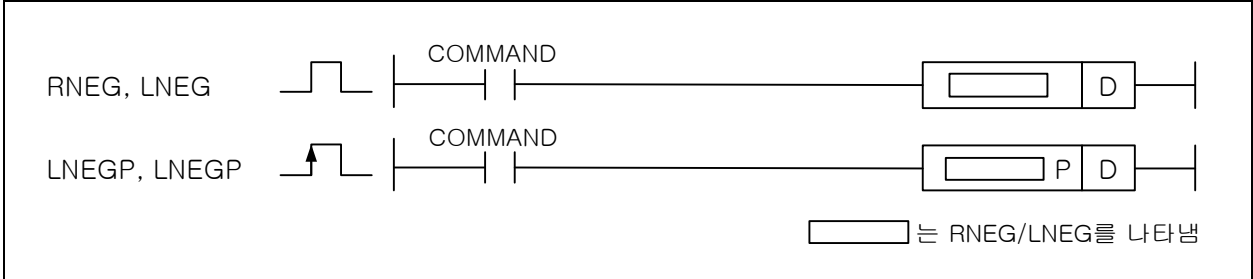 COMMAND
RNEG, LNEG
D
COMMAND
LNEGP, LNEGP
P D
는 RNEG/LNEG를 나타냄